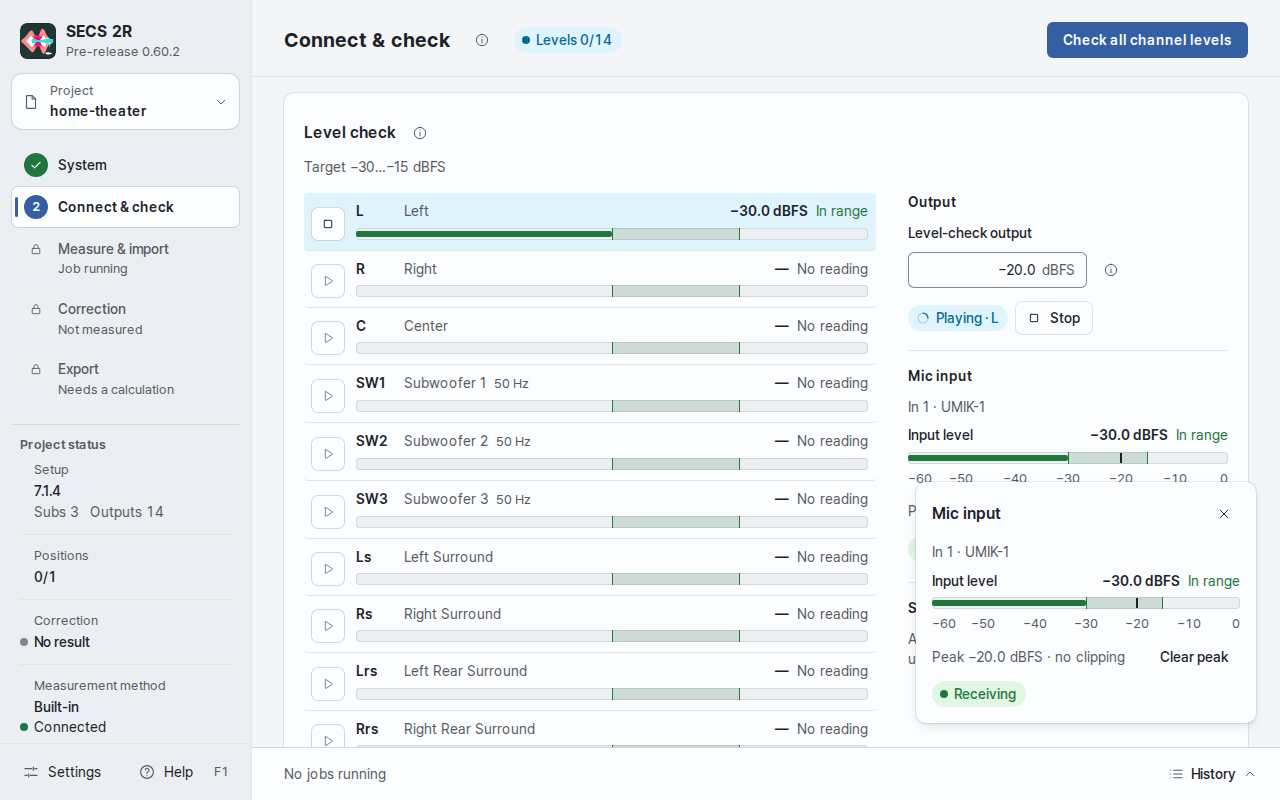 SECS 2R
Pre-release 0.60.2
Project
home-theater
System
2 Connect & check
Measure & import
Job running
Correction
Not measured
Export
Needs a calculation
Project status
Setup
7.1.4
Subs 3 Outputs 14
Positions
0/1
Correction
No result
Measurement method
Built-in
Connected
Settings Help F1
Connect & check Levels 0/14 Check all channel levels
Level check
Target −30…−15 dBFS
L Left −30.0 dBFS In range
R Right — No reading
C Center — No reading
SW1 Subwoofer 1 50 Hz — No reading
SW2 Subwoofer 2 50 Hz — No reading
SW3 Subwoofer 3 50 Hz — No reading
Ls Left Surround — No reading
Rs Right Surround — No reading
Lrs Left Rear Surround — No reading
Rrs Right Rear Surround — No reading
Output
Level-check output
−20.0 dBFS
Playing · L Stop
Mic input
In 1 · UMIK-1
Input level −30.0 dBFS In range
−60 −50 −40 −30 −20 −10 0
Mic input
In 1 · UMIK-1
Input level −30.0 dBFS In range
−60 −50 −40 −30 −20 −10 0
Peak −20.0 dBFS · no clipping Clear peak
Receiving
No jobs running History